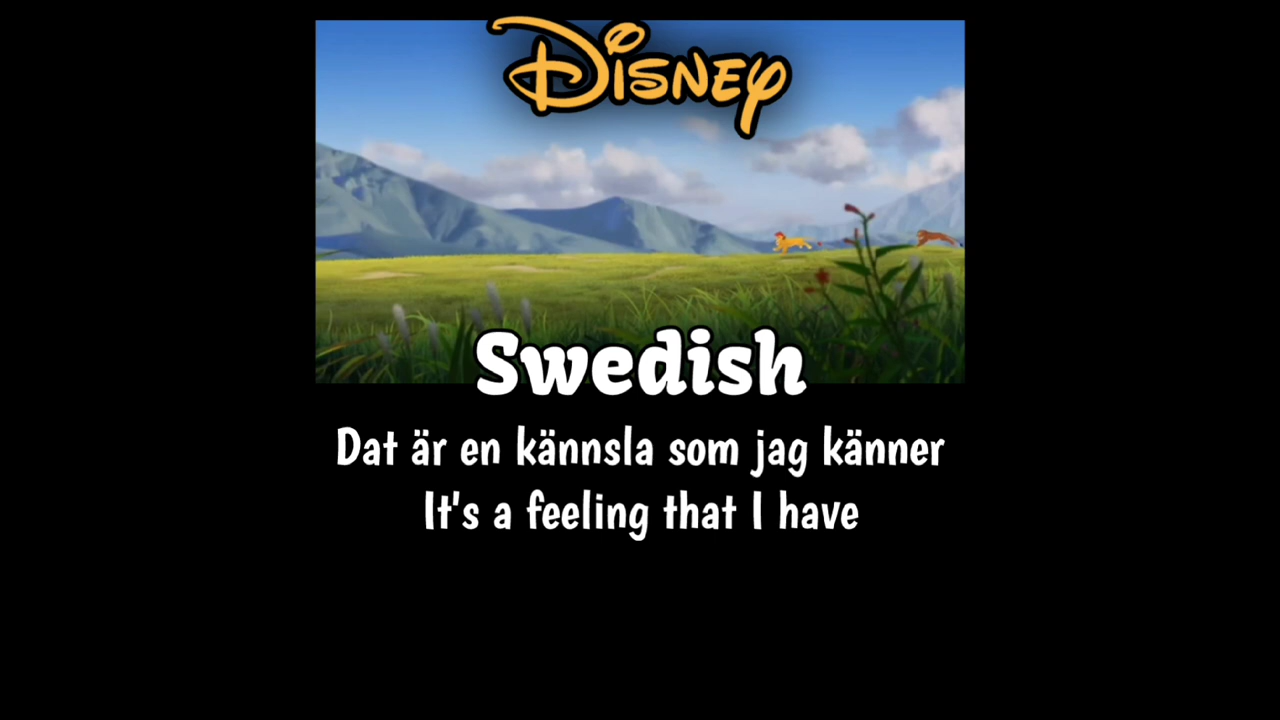 Disney
Swedish
Dat är en kännsla som jag känner
It's a feeling that I have